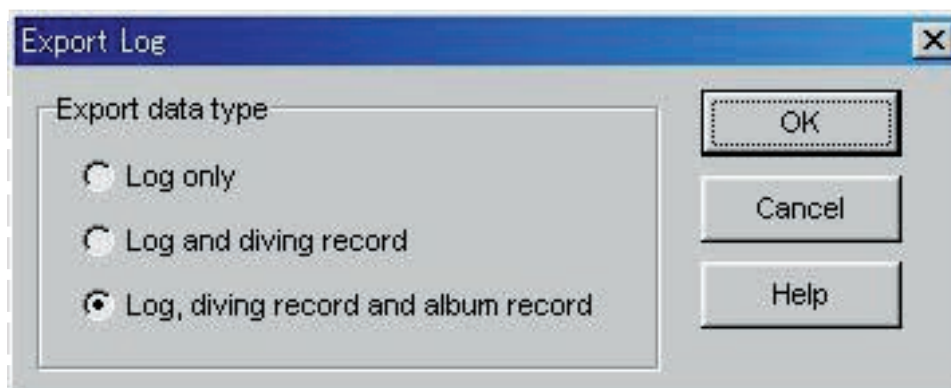 Export Log
Export data type
Log only
Log and diving record
Log, diving record and album record
OK
Cancel
Help